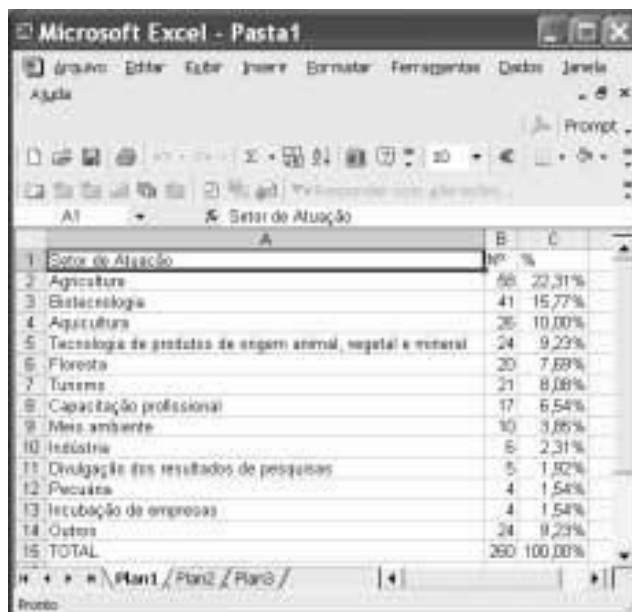 Microsoft Excel - Pasta1
Arquivo Editar Exibir Inserir Formatar Ferramentas Dados Janela
Ajuda
Prompt
10
A1 Setor de Atuação
A B C
1 Setor de Atuação Nº %
2 Agricultura 58 22,31%
3 Biotecnologia 41 15,77%
4 Aquicultura 26 10,00%
5 Tecnologia de produtos de origem animal, vegetal e mineral 24 9,23%
6 Floresta 20 7,69%
7 Turismo 21 8,08%
8 Capacitação profissional 17 6,54%
9 Meio ambiente 10 3,85%
10 Indústria 6 2,31%
11 Divulgação dos resultados de pesquisas 5 1,92%
12 Pecuária 4 1,54%
13 Incubação de empresas 4 1,54%
14 Outros 24 9,23%
15 TOTAL 260 100,00%
Plan1 / Plan2 / Plan3 /
Pronto